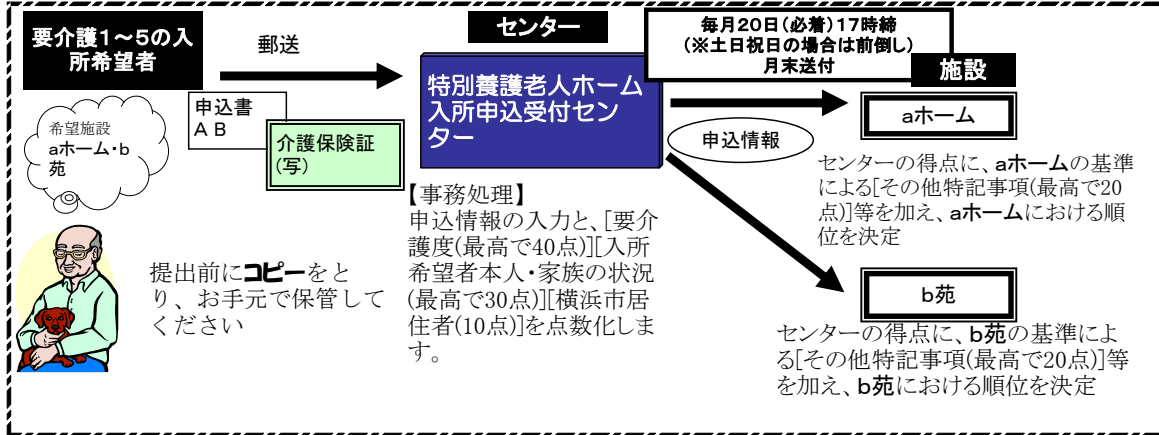 要介護1~5の入
所希望者
郵送
センター
毎月20日(必着)17時締
(※土日祝日の場合は前倒し)
月末送付
施設
希望施設
aホーム・b
苑
申込書
A B
介護保険証
(写)
特別養護老人ホーム
入所申込受付セン
ター
申込情報
aホーム
センターの得点に、aホームの基準
による[その他特記事項(最高で20
点)]等を加え、aホームにおける順
位を決定
提出前にコピーをと
り、お手元で保管して
ください
【事務処理】
申込情報の入力と、[要介
護度(最高で40点)][入所
希望者本人・家族の状況
(最高で30点)][横浜市居
住者(10点)]を点数化しま
す。
b苑
センターの得点に、b苑の基準によ
る[その他特記事項(最高で20点)]等
を加え、b苑における順位を決定